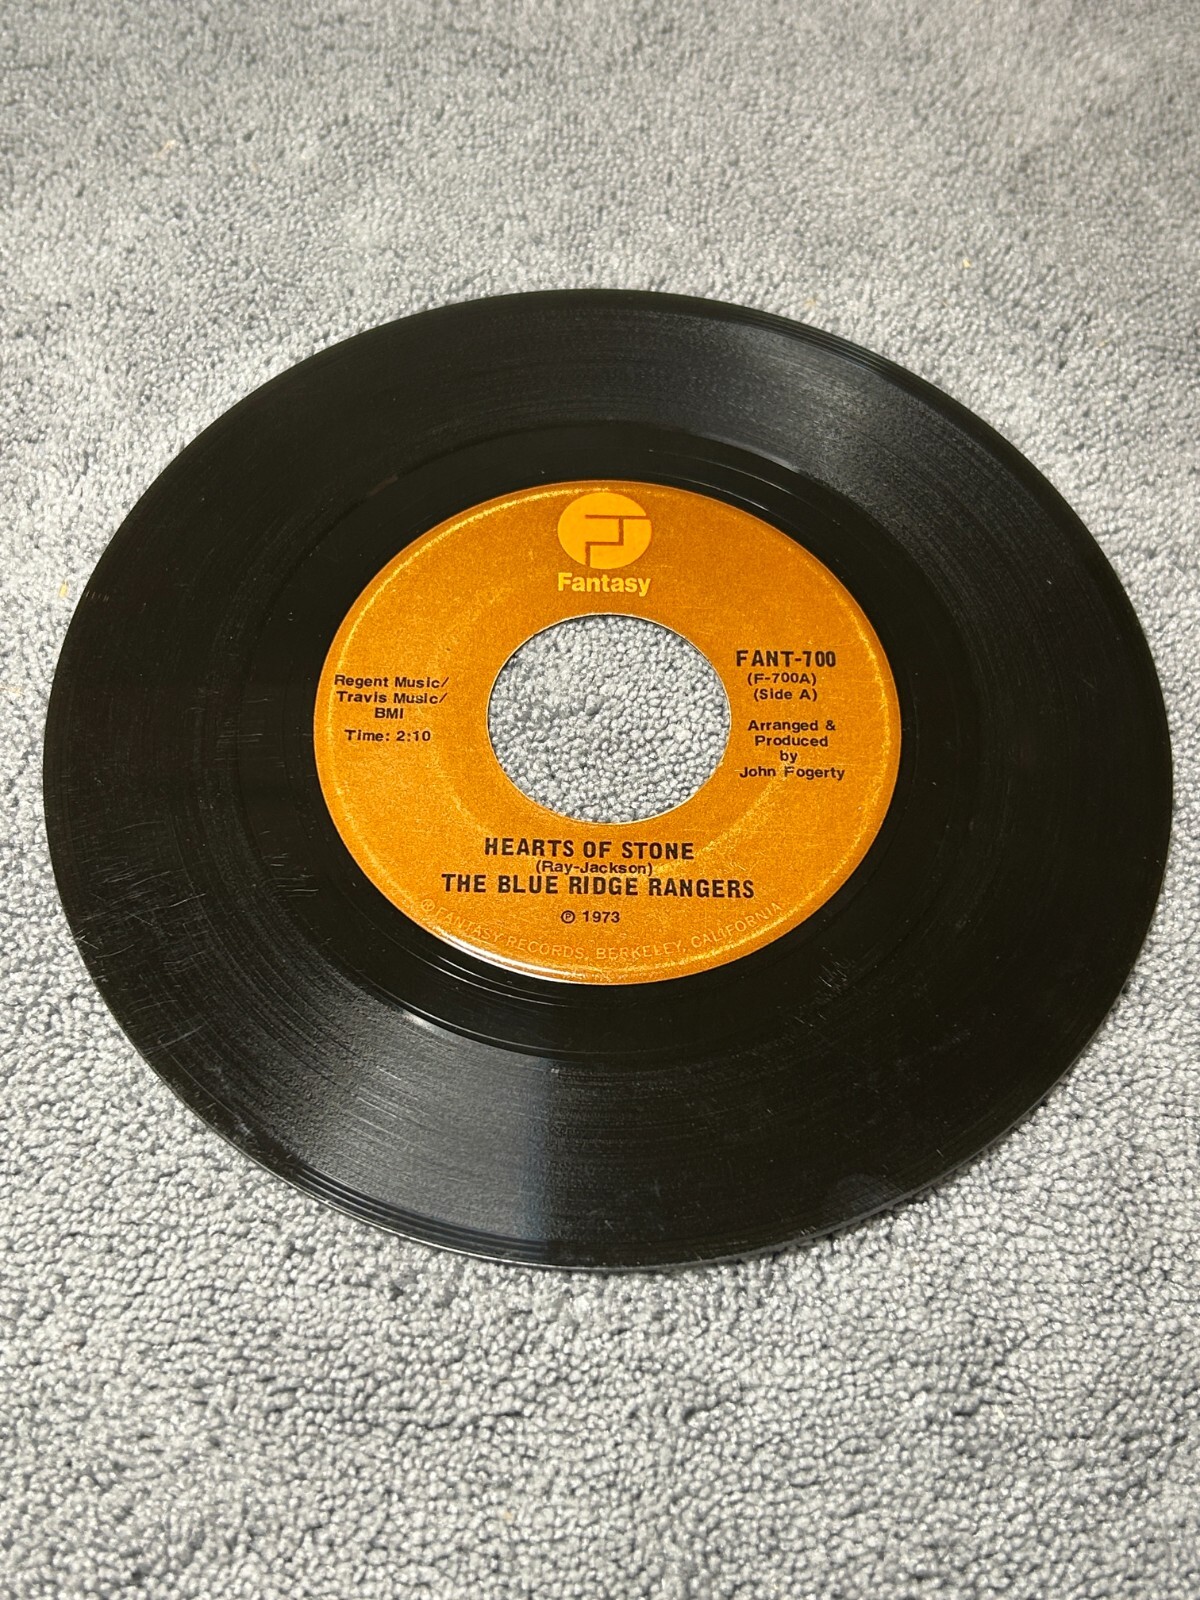 Fantasy
Regent Music/
Travis Music/
BMI
Time: 2:10
FANT-700
(F-700A)
(Side A)
Arranged &
Produced
by
John Fogerty
HEARTS OF STONE
(Ray-Jackson)
THE BLUE RIDGE RANGERS
℗ 1973
® FANTASY RECORDS, BERKELEY, CALIFORNIA